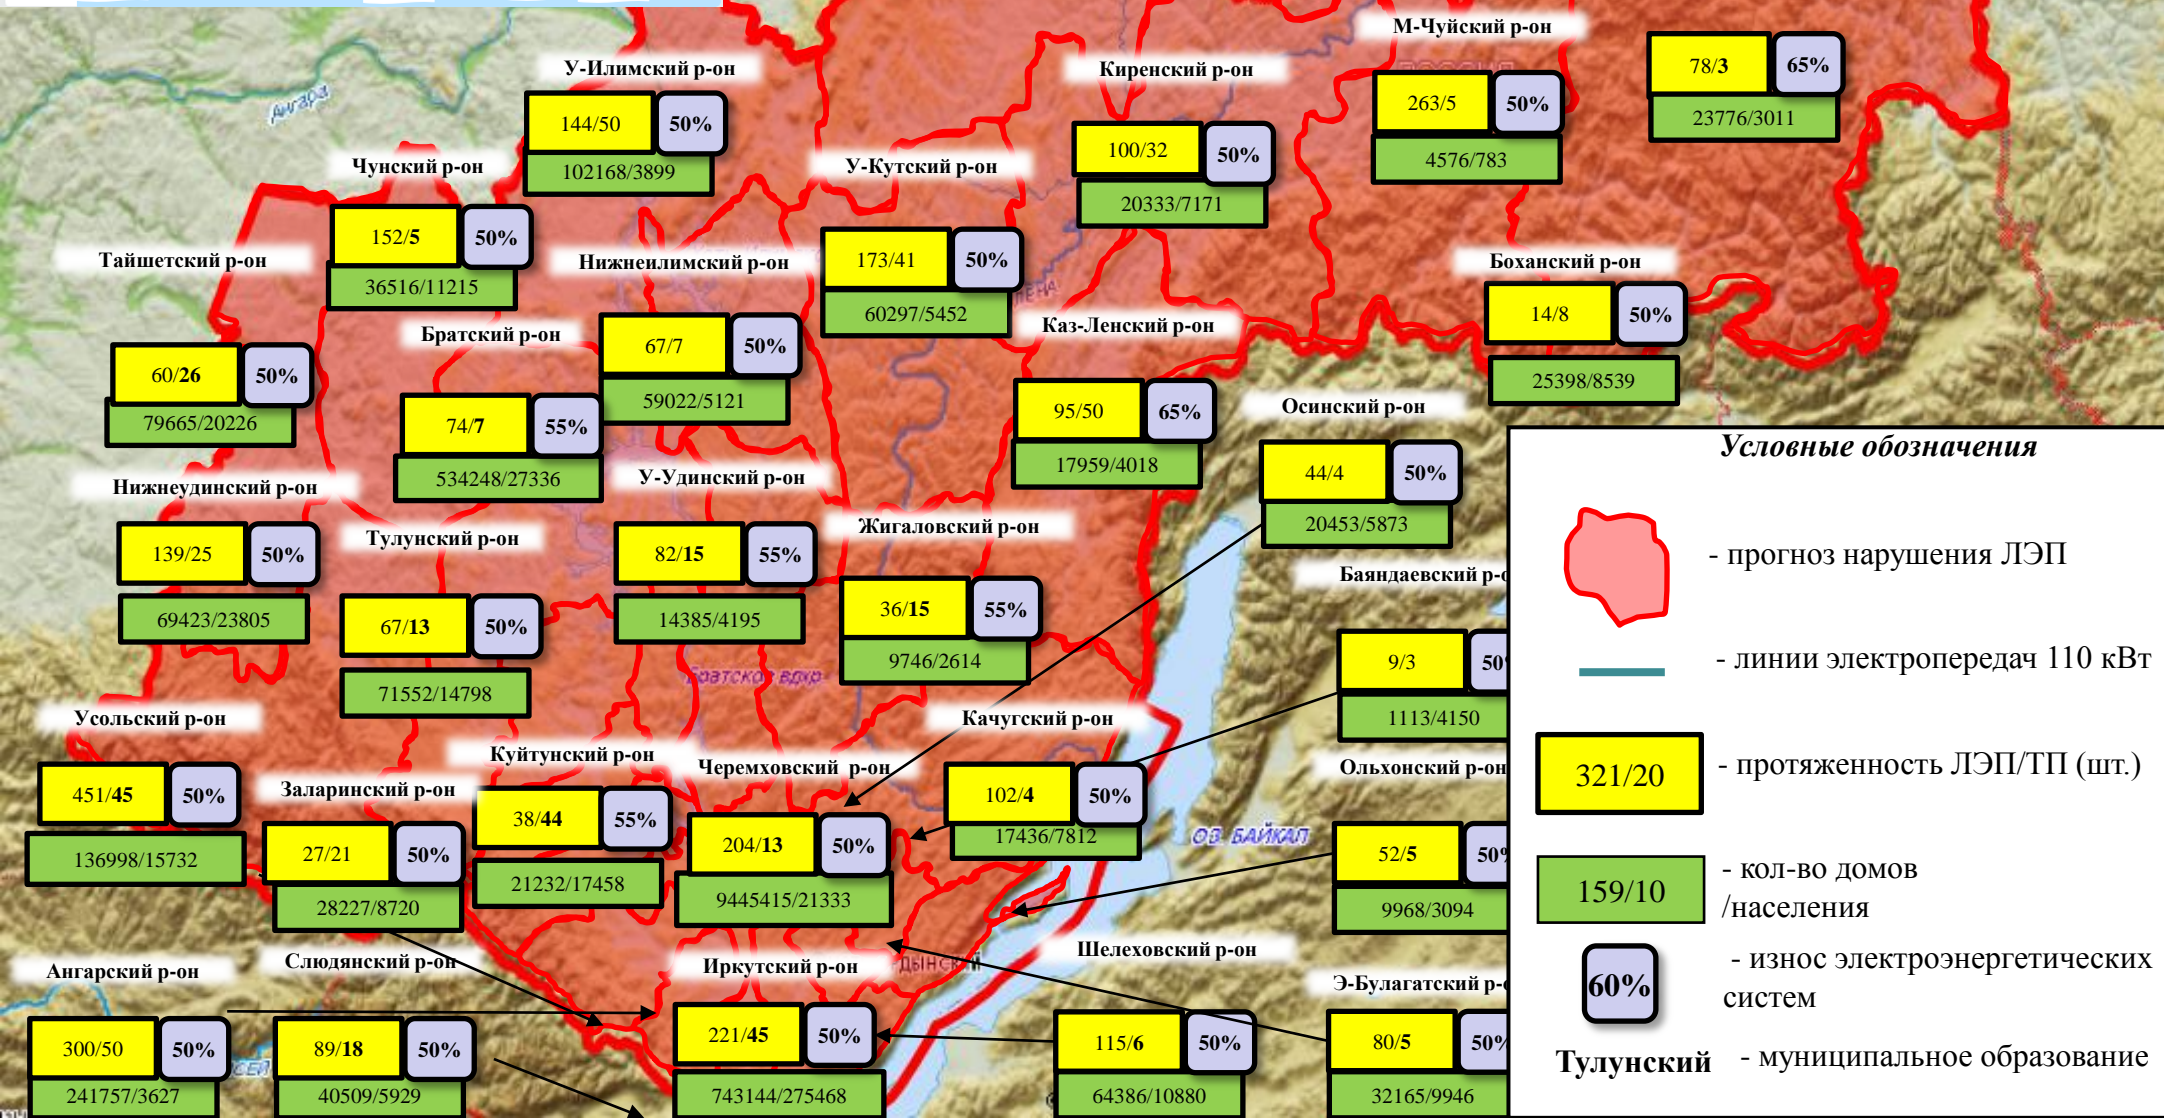 М-Чуйский р-он
78/3
65%
23776/3011
У-Илимский р-он
144/50
50%
102168/3899
Киренский р-он
100/32
50%
20333/7171
263/5
50%
4576/783
Чунский р-он
152/5
50%
36516/11215
У-Кутский р-он
173/41
50%
60297/5452
Ангара
Тайшетский р-он
60/26
50%
79665/20226
Нижнеилимский р-он
67/7
50%
59022/5121
Братский р-он
74/7
55%
534248/27336
Каз-Ленский р-он
95/50
65%
17959/4018
Боханский р-он
14/8
50%
25398/8539
Осинский р-он
44/4
50%
20453/5873
Нижнеудинский р-он
139/25
50%
69423/23805
Тулунский р-он
67/13
50%
71552/14798
У-Удинский р-он
82/15
55%
14385/4195
Жигаловский р-он
36/15
55%
9746/2614
Братское вдхр
Баяндаевский р-о
9/3
50
1113/4150
Усольский р-он
451/45
50%
136998/15732
Заларинский р-он
27/21
50%
28227/8720
Куйтунский р-он
38/44
55%
21232/17458
Черемховский р-он
204/13
50%
9445415/21333
Качугский р-он
102/4
50%
17436/7812
ОЗ. БАЙКАЛ
Ольхонский р-он
52/5
50%
9968/3094
Ангарский р-он
300/50
50%
241757/3627
Слюдянский р-он
89/18
50%
40509/5929
Иркутский р-он
221/45
50%
743144/275468
Шелеховский р-он
115/6
50%
64386/10880
Э-Булагатский р-о
80/5
50%
32165/9946
Условные обозначения
- прогноз нарушения ЛЭП
- линии электропередач 110 кВт
321/20
- протяженность ЛЭП/ТП (шт.)
159/10
- кол-во домов
/населения
60%
- износ электроэнергетических
систем
Тулунский
- муниципальное образование